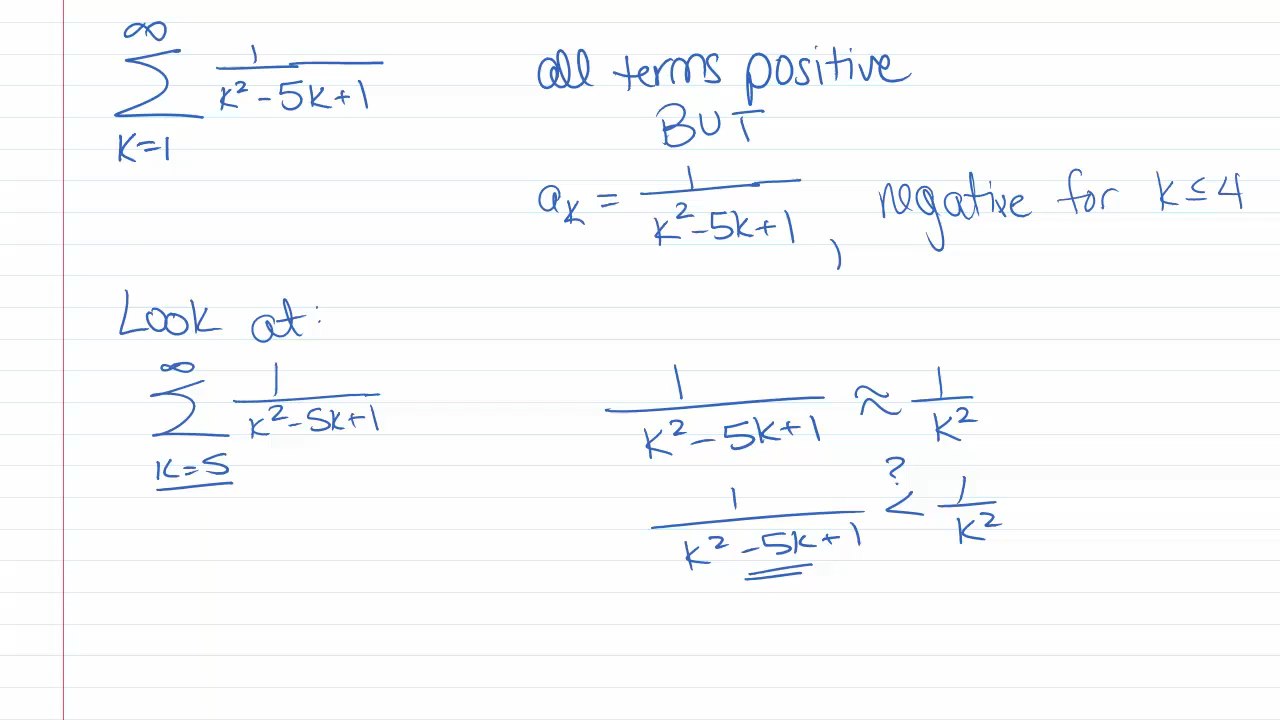 ∞
∑ 1/(k² - 5k + 1) all terms positive
k=1 BUT
a_k = 1/(k² - 5k + 1), negative for k ≤ 4
Look at:
∞
∑ 1/(k² - 5k + 1) 1/(k² - 5k + 1) ≈ 1/k²
k=5
1/(k² - 5k + 1) <? 1/k²